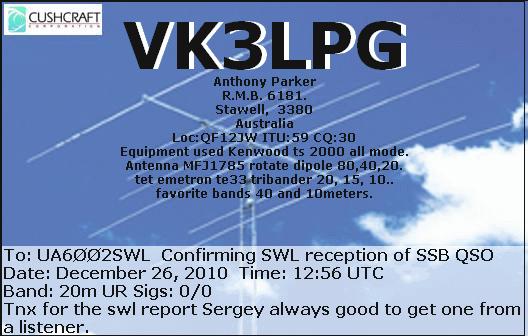 CUSHCRAFT
CORPORATION
VK3LPG
Anthony Parker
R.M.B. 6181.
Stawell, 3380
Australia
Loc:QF12JW ITU:59 CQ:30
Equipment used Kenwood ts 2000 all mode.
Antenna MFJ1785 rotate dipole 80,40,20.
tet emetron te33 tribander 20, 15, 10..
favorite bands 40 and 10meters.
To: UA6ØØ2SWL Confirming SWL reception of SSB QSO
Date: December 26, 2010 Time: 12:56 UTC
Band: 20m UR Sigs: 0/0
Tnx for the swl report Sergey always good to get one from
a listener.